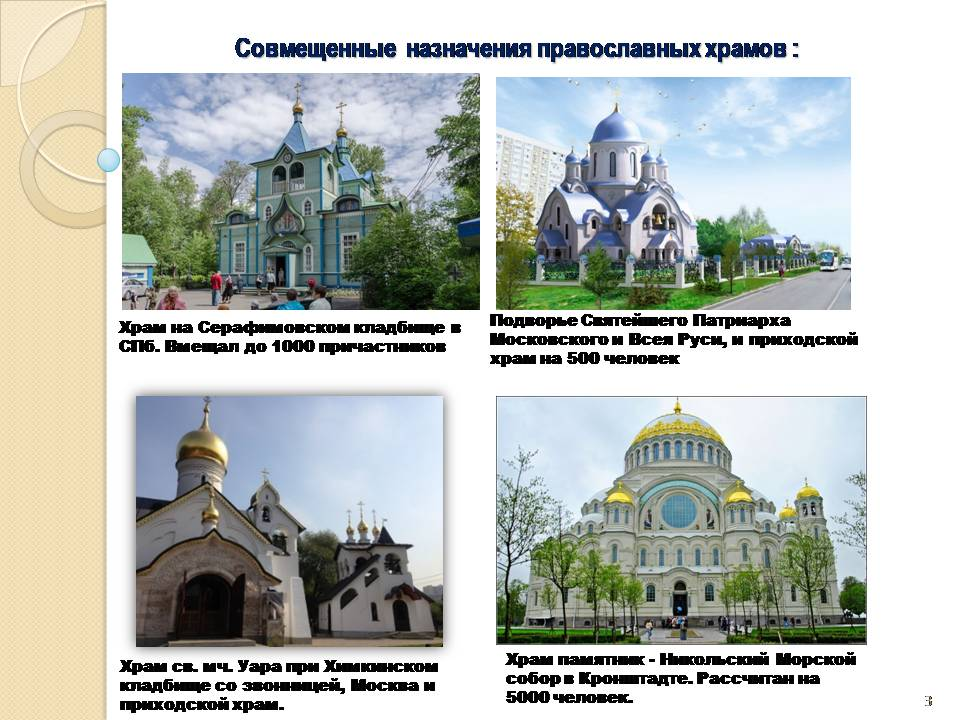 Совмещенные назначения православных храмов :
Храм на Серафимовском кладбище в
СПб. Вмещал до 1000 причастников
Подворье Святейшего Патриарха
Московского и Всея Руси, и приходской
храм на 500 человек
Храм св. мч. Уара при Химкинском
кладбище со звонницей, Москва и
приходской храм.
Храм памятник - Никольский Морской
собор в Кронштадте. Рассчитан на
5000 человек.
3